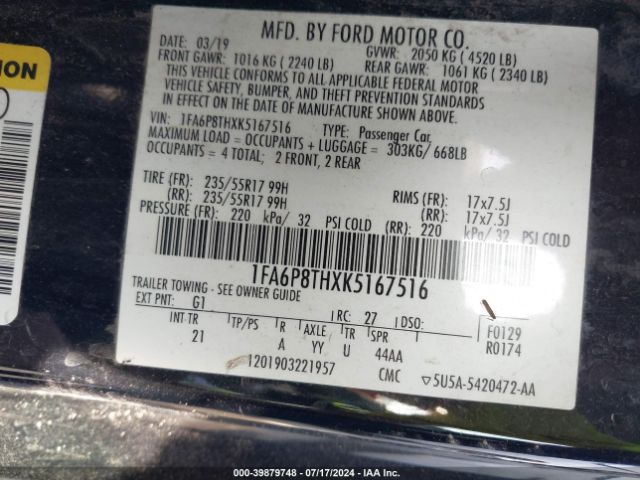 MFD. BY FORD MOTOR CO.
DATE: 03/19 GVWR: 2050 KG ( 4520 LB)
FRONT GAWR: 1016 KG ( 2240 LB) REAR GAWR: 1061 KG ( 2340 LB)
THIS VEHICLE CONFORMS TO ALL APPLICABLE FEDERAL MOTOR
VEHICLE SAFETY, BUMPER, AND THEFT PREVENTION STANDARDS
IN EFFECT ON THE DATE OF MANUFACTURE SHOWN ABOVE.
VIN: 1FA6P8THXK5167516 TYPE: Passenger Car
MAXIMUM LOAD = OCCUPANTS + LUGGAGE = 303KG/ 668LB
OCCUPANTS = 4 TOTAL; 2 FRONT, 2 REAR
TIRE (FR): 235/55R17 99H RIMS (FR): 17x7.5J
(RR): 235/55R17 99H (RR): 17x7.5J
PRESSURE (FR): 220 kPa/ 32 PSI COLD (RR): 220 kPa/ 32 PSI COLD
1FA6P8THXK5167516
TRAILER TOWING - SEE OWNER GUIDE
EXT PNT: G1 RC: 27 DSO: F0129
INT TR TP/PS R AXLE TR SPR R0174
21 A YY U 44AA
1201903221957 CMC 5U5A-5420472-AA
ION
000-39879748 - 07/17/2024 - IAA Inc.